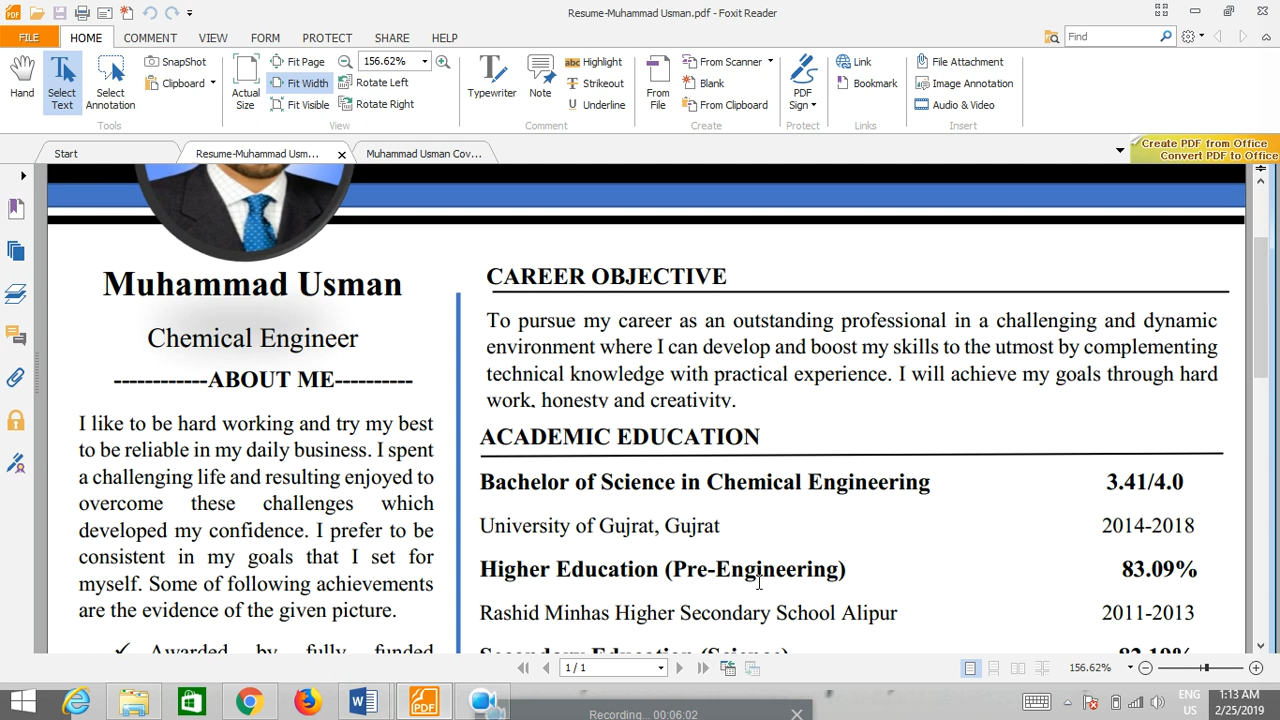 Resume-Muhammad Usman.pdf - Foxit Reader
FILE HOME COMMENT VIEW FORM PROTECT SHARE HELP
Find
Hand
Select Text
Select Annotation
SnapShot
Clipboard
Tools
Actual Size
Fit Page
Fit Width
Fit Visible
156.62%
Rotate Left
Rotate Right
View
Typewriter
Note
Highlight
Strikeout
Underline
Comment
From File
From Scanner
Blank
From Clipboard
Create
PDF Sign
Protect
Link
Bookmark
Links
File Attachment
Image Annotation
Audio & Video
Insert
Start
Resume-Muhammad Usm...
Muhammad Usman Cov...
Create PDF from Office
Convert PDF to Office
Muhammad Usman
Chemical Engineer
------------ABOUT ME----------
I like to be hard working and try my best
to be reliable in my daily business. I spent
a challenging life and resulting enjoyed to
overcome these challenges which
developed my confidence. I prefer to be
consistent in my goals that I set for
myself. Some of following achievements
are the evidence of the given picture.
✓ Awarded by fully funded
CAREER OBJECTIVE
To pursue my career as an outstanding professional in a challenging and dynamic
environment where I can develop and boost my skills to the utmost by complementing
technical knowledge with practical experience. I will achieve my goals through hard
work, honesty and creativity.
ACADEMIC EDUCATION
Bachelor of Science in Chemical Engineering 3.41/4.0
University of Gujrat, Gujrat 2014-2018
Higher Education (Pre-Engineering) 83.09%
Rashid Minhas Higher Secondary School Alipur 2011-2013
Secondary Education (Science) 82.19%
1 / 1
156.62%
Recording... 00:06:02
ENG
US
1:13 AM
2/25/2019